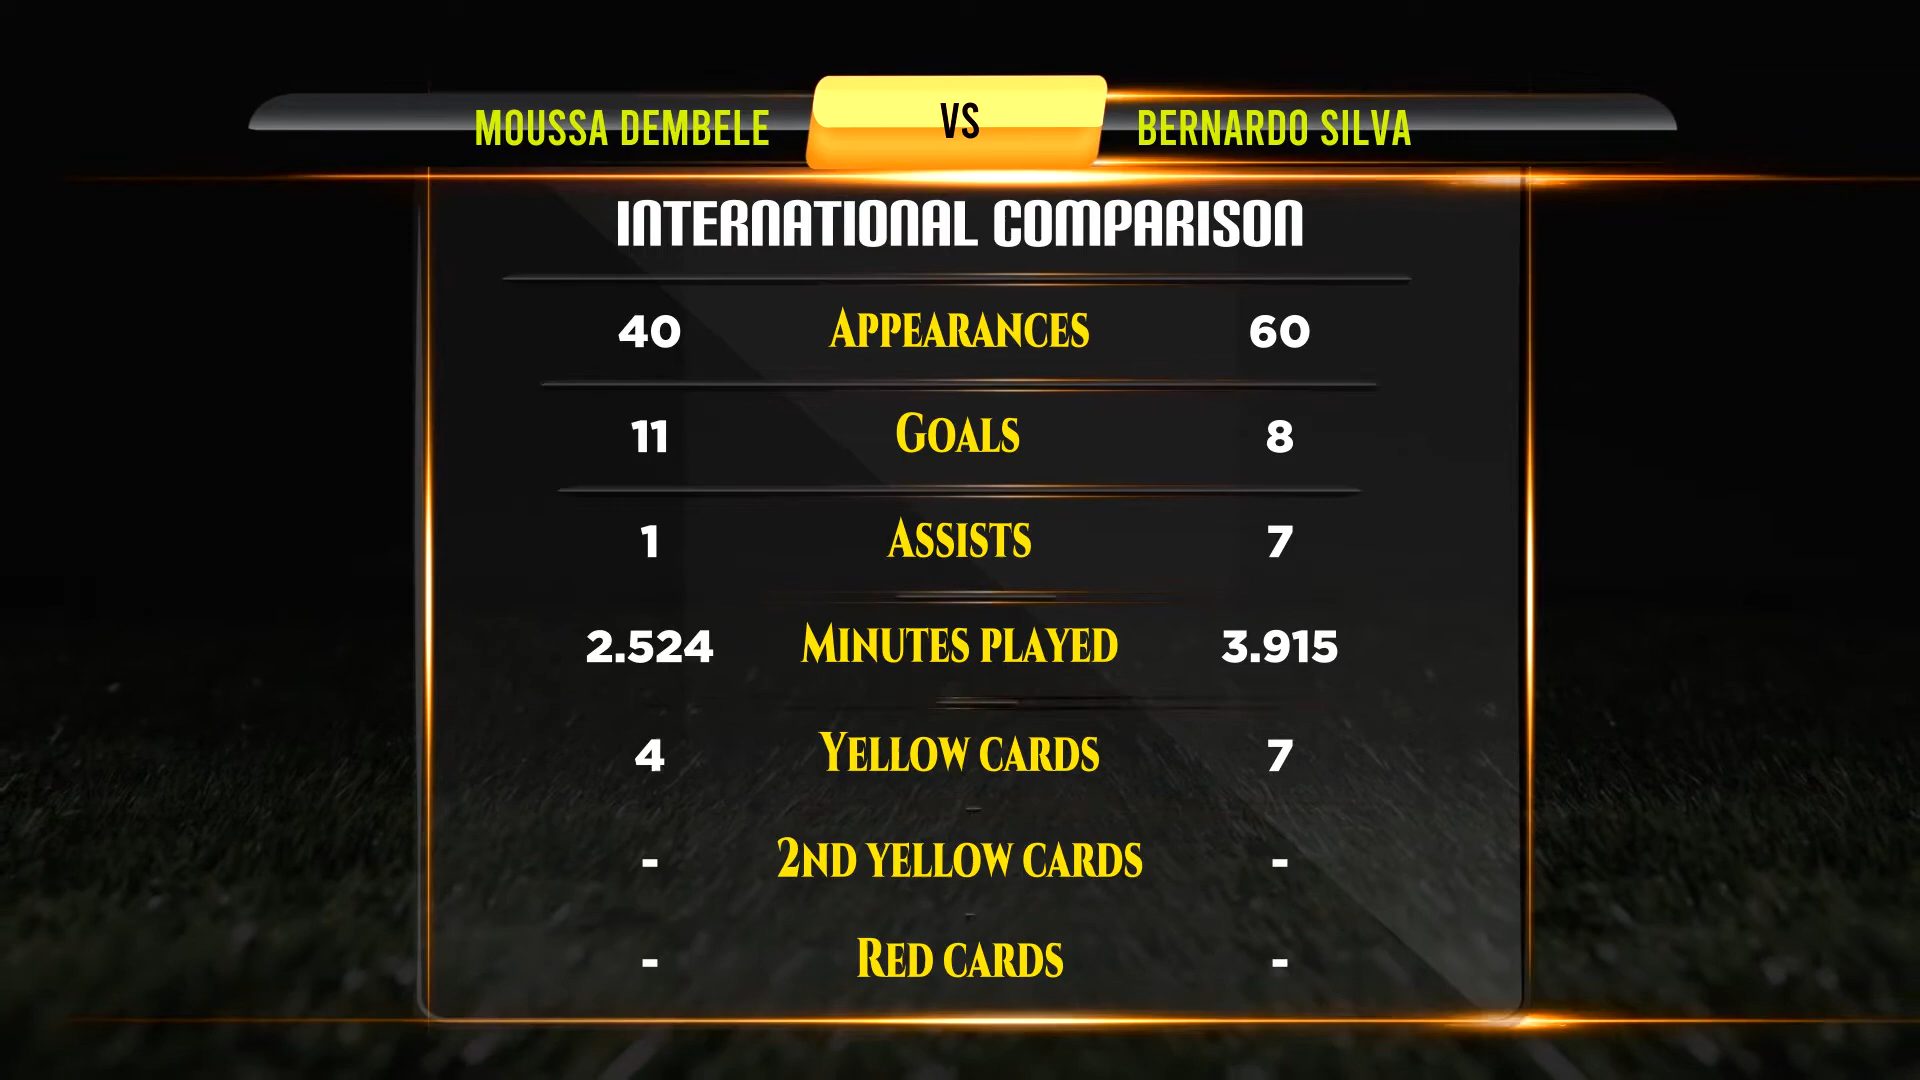 MOUSSA DEMBELE VS BERNARDO SILVA
INTERNATIONAL COMPARISON
40 APPEARANCES 60
11 GOALS 8
1 ASSISTS 7
2.524 MINUTES PLAYED 3.915
4 YELLOW CARDS 7
- 2ND YELLOW CARDS -
- RED CARDS -